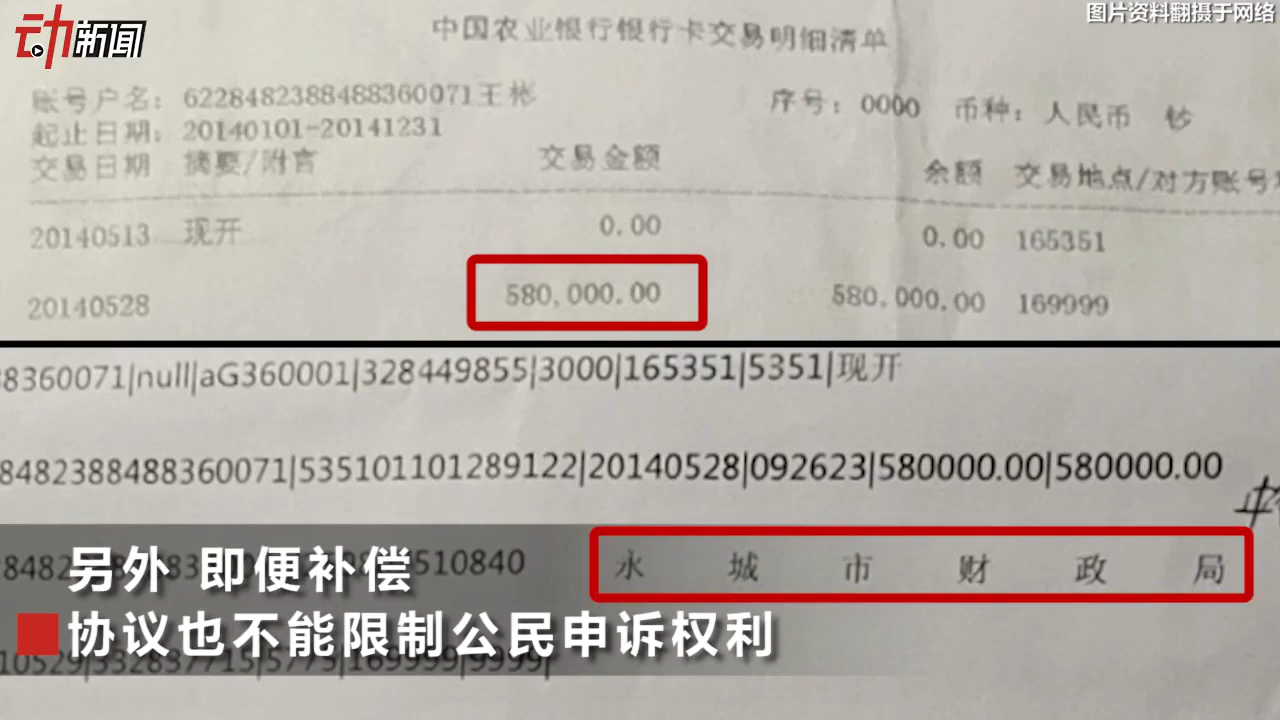 动新闻
图片资料翻摄于网络
中国农业银行银行卡交易明细清单
账号户名: 6228482388488360071王彬 序号: 0000 币种: 人民币 钞
起止日期: 20140101-20141231
交易日期 摘要/附言 交易金额 余额 交易地点/对方账号
20140513 现开 0.00 0.00 165351
20140528 580,000.00 580,000.00 169999
8360071|null|aG360001|328449855|3000|165351|5351|现开
8482388488360071|535101101289122|20140528|092623|580000.00|580000.00
510840 永城市财政局
另外 即便补偿
协议也不能限制公民申诉权利